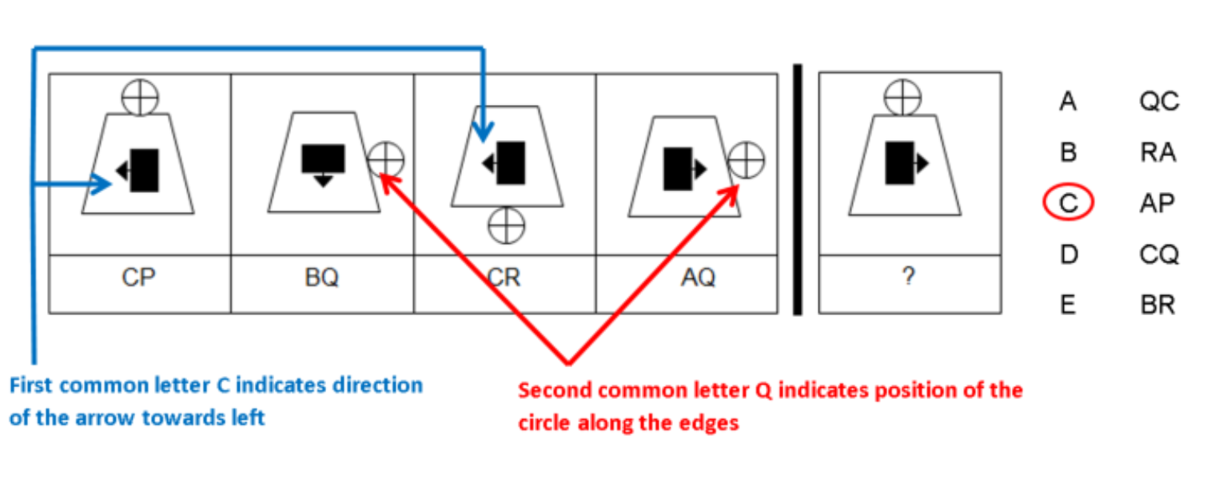 CP BQ CR AQ ?
A QC
B RA
C AP
D CQ
E BR
First common letter C indicates direction
of the arrow towards left
Second common letter Q indicates position of the
circle along the edges